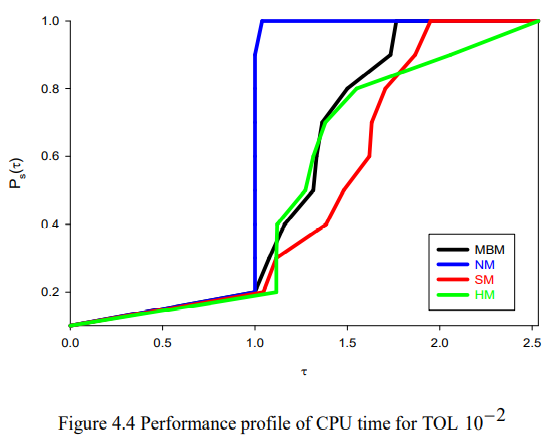 1.0
0.8
0.6
0.4
0.2
Pₛ(τ)
0.0 0.5 1.0 1.5 2.0 2.5
τ
MBM
NM
SM
HM
Figure 4.4 Performance profile of CPU time for TOL 10⁻²